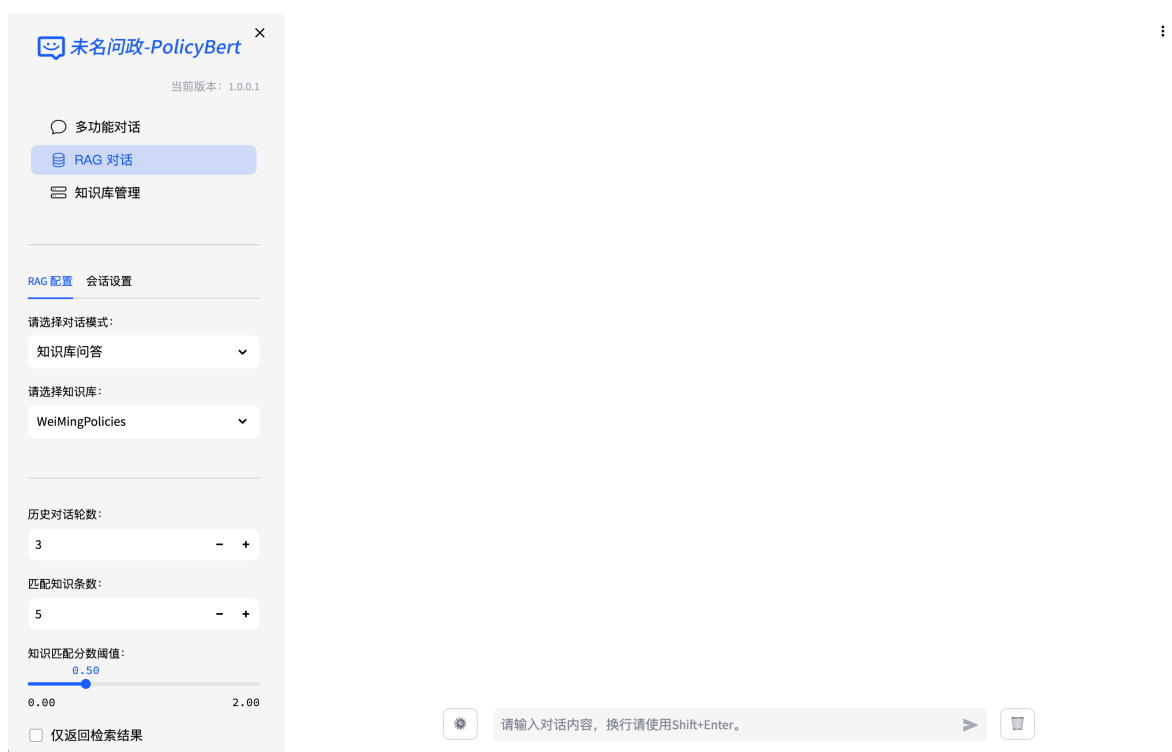 未名问政-PolicyBert
当前版本：1.0.0.1
多功能对话
RAG 对话
知识库管理
RAG 配置 会话设置
请选择对话模式：
知识库问答
请选择知识库：
WeiMingPolicies
历史对话轮数：
3
匹配知识条数：
5
知识匹配分数阈值：
0.50
0.00 2.00
仅返回检索结果
请输入对话内容，换行请使用Shift+Enter。